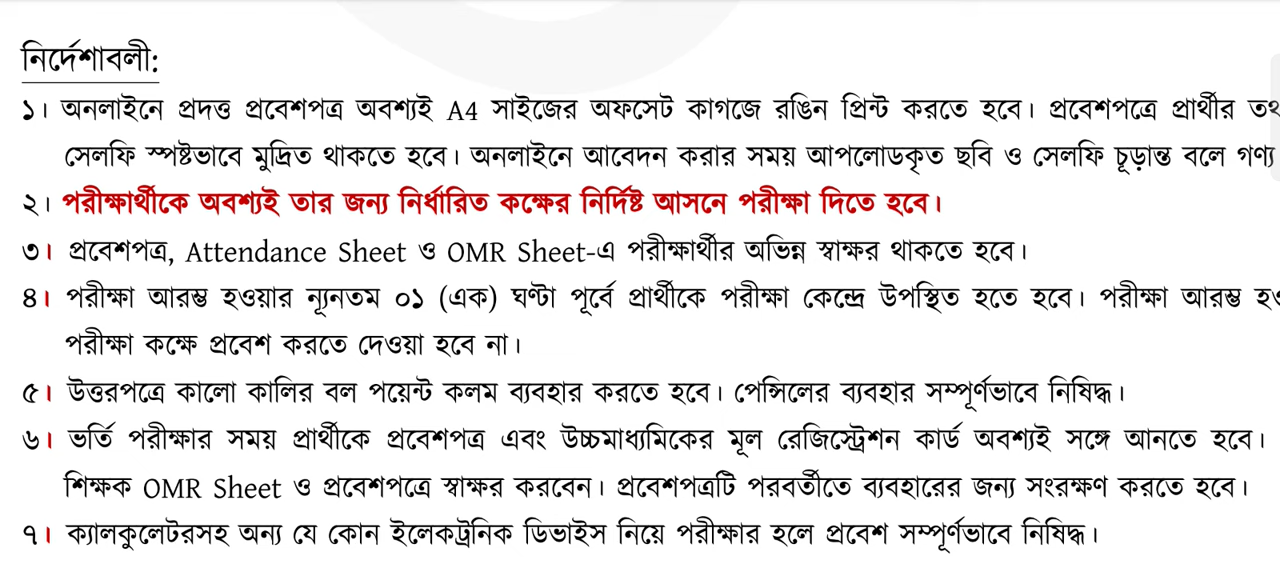 নির্দেশাবলী:
১। অনলাইনে প্রদত্ত প্রবেশপত্র অবশ্যই A4 সাইজের অফসেট কাগজে রঙিন প্রিন্ট করতে হবে। প্রবেশপত্রে প্রার্থীর
সেলফি স্পষ্টভাবে মুদ্রিত থাকতে হবে। অনলাইনে আবেদন করার সময় আপলোডকৃত ছবি ও সেলফি চূড়ান্ত বলে গণ্য
২। পরীক্ষার্থীকে অবশ্যই তার জন্য নির্ধারিত কক্ষের নির্দিষ্ট আসনে পরীক্ষা দিতে হবে।
৩। প্রবেশপত্র, Attendance Sheet ও OMR Sheet-এ পরীক্ষার্থীর অভিন্ন স্বাক্ষর থাকতে হবে।
৪। পরীক্ষা আরম্ভ হওয়ার ন্যূনতম ০১ (এক) ঘণ্টা পূর্বে প্রার্থীকে পরীক্ষা কেন্দ্রে উপস্থিত হতে হবে। পরীক্ষা আরম্ভ
পরীক্ষা কক্ষে প্রবেশ করতে দেওয়া হবে না।
৫। উত্তরপত্রে কালো কালির বল পয়েন্ট কলম ব্যবহার করতে হবে। পেন্সিলের ব্যবহার সম্পূর্ণভাবে নিষিদ্ধ।
৬। ভর্তি পরীক্ষার সময় প্রার্থীকে প্রবেশপত্র এবং উচ্চমাধ্যমিকের মূল রেজিস্ট্রেশন কার্ড অবশ্যই সঙ্গে আনতে হবে।
শিক্ষক OMR Sheet ও প্রবেশপত্রে স্বাক্ষর করবেন। প্রবেশপত্রটি পরবর্তীতে ব্যবহারের জন্য সংরক্ষণ করতে হবে।
৭। ক্যালকুলেটরসহ অন্য যে কোন ইলেকট্রনিক ডিভাইস নিয়ে পরীক্ষার হলে প্রবেশ সম্পূর্ণভাবে নিষিদ্ধ।